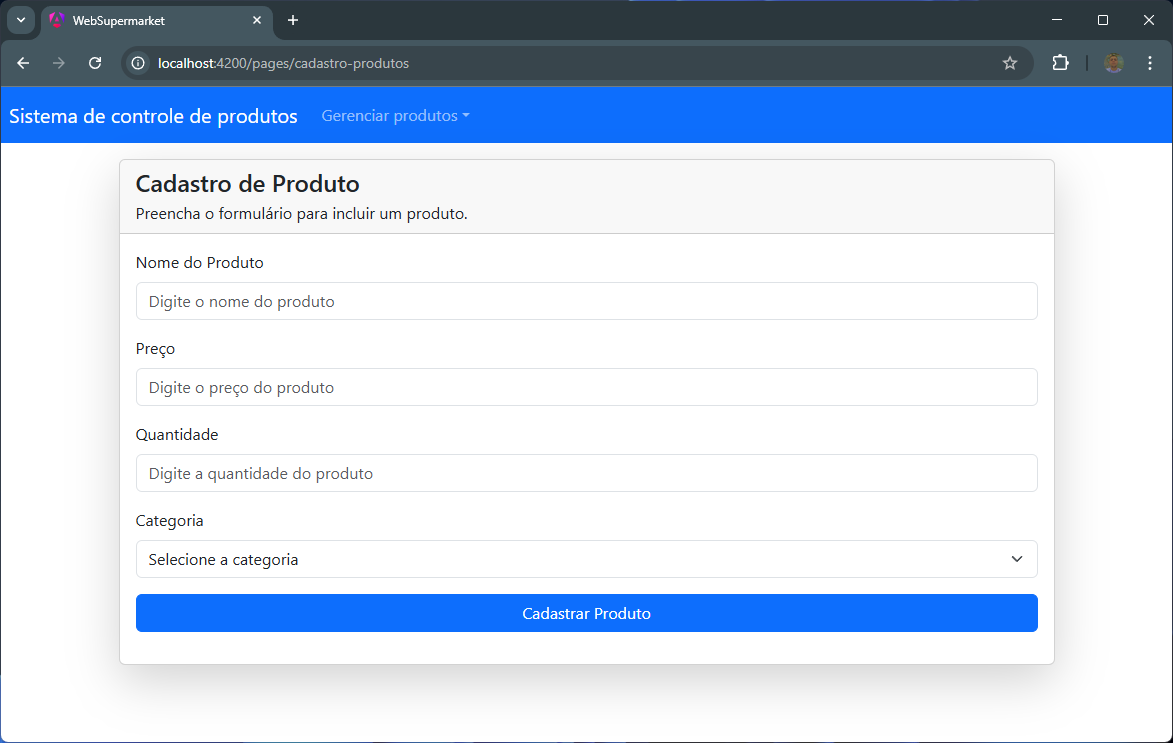 WebSupermarket
localhost:4200/pages/cadastro-produtos
Sistema de controle de produtos Gerenciar produtos
Cadastro de Produto
Preencha o formulário para incluir um produto.
Nome do Produto
Digite o nome do produto
Preço
Digite o preço do produto
Quantidade
Digite a quantidade do produto
Categoria
Selecione a categoria
Cadastrar Produto